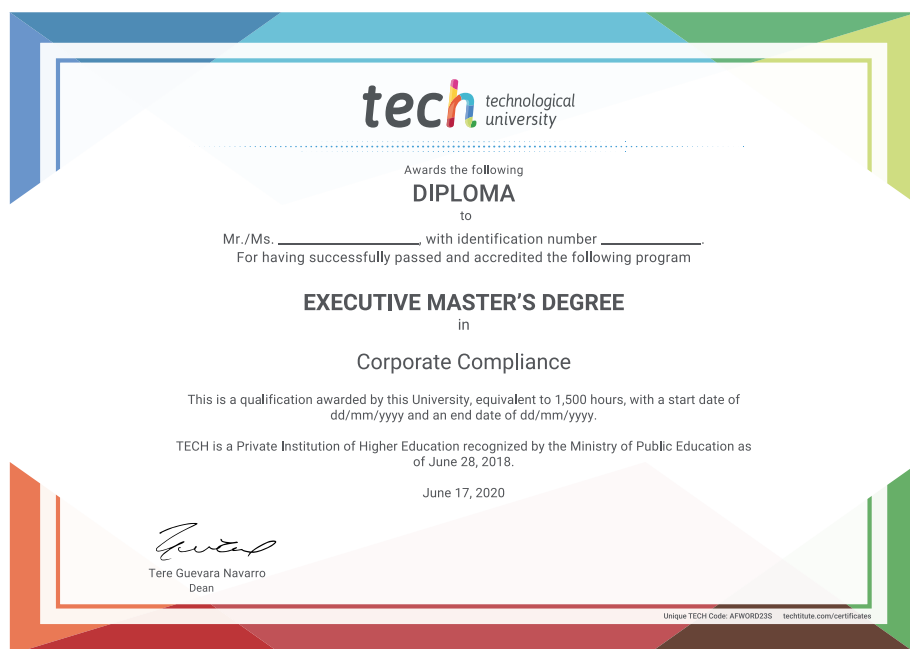 tech technological
university
Awards the following
DIPLOMA
to
Mr./Ms. ____________________, with identification number ______________.
For having successfully passed and accredited the following program
EXECUTIVE MASTER’S DEGREE
in
Corporate Compliance
This is a qualification awarded by this University, equivalent to 1,500 hours, with a start date of
dd/mm/yyyy and an end date of dd/mm/yyyy.
TECH is a Private Institution of Higher Education recognized by the Ministry of Public Education as
of June 28, 2018.
June 17, 2020
Tere Guevara Navarro
Dean
Unique TECH Code: AFWORD23S techtitute.com/certificates